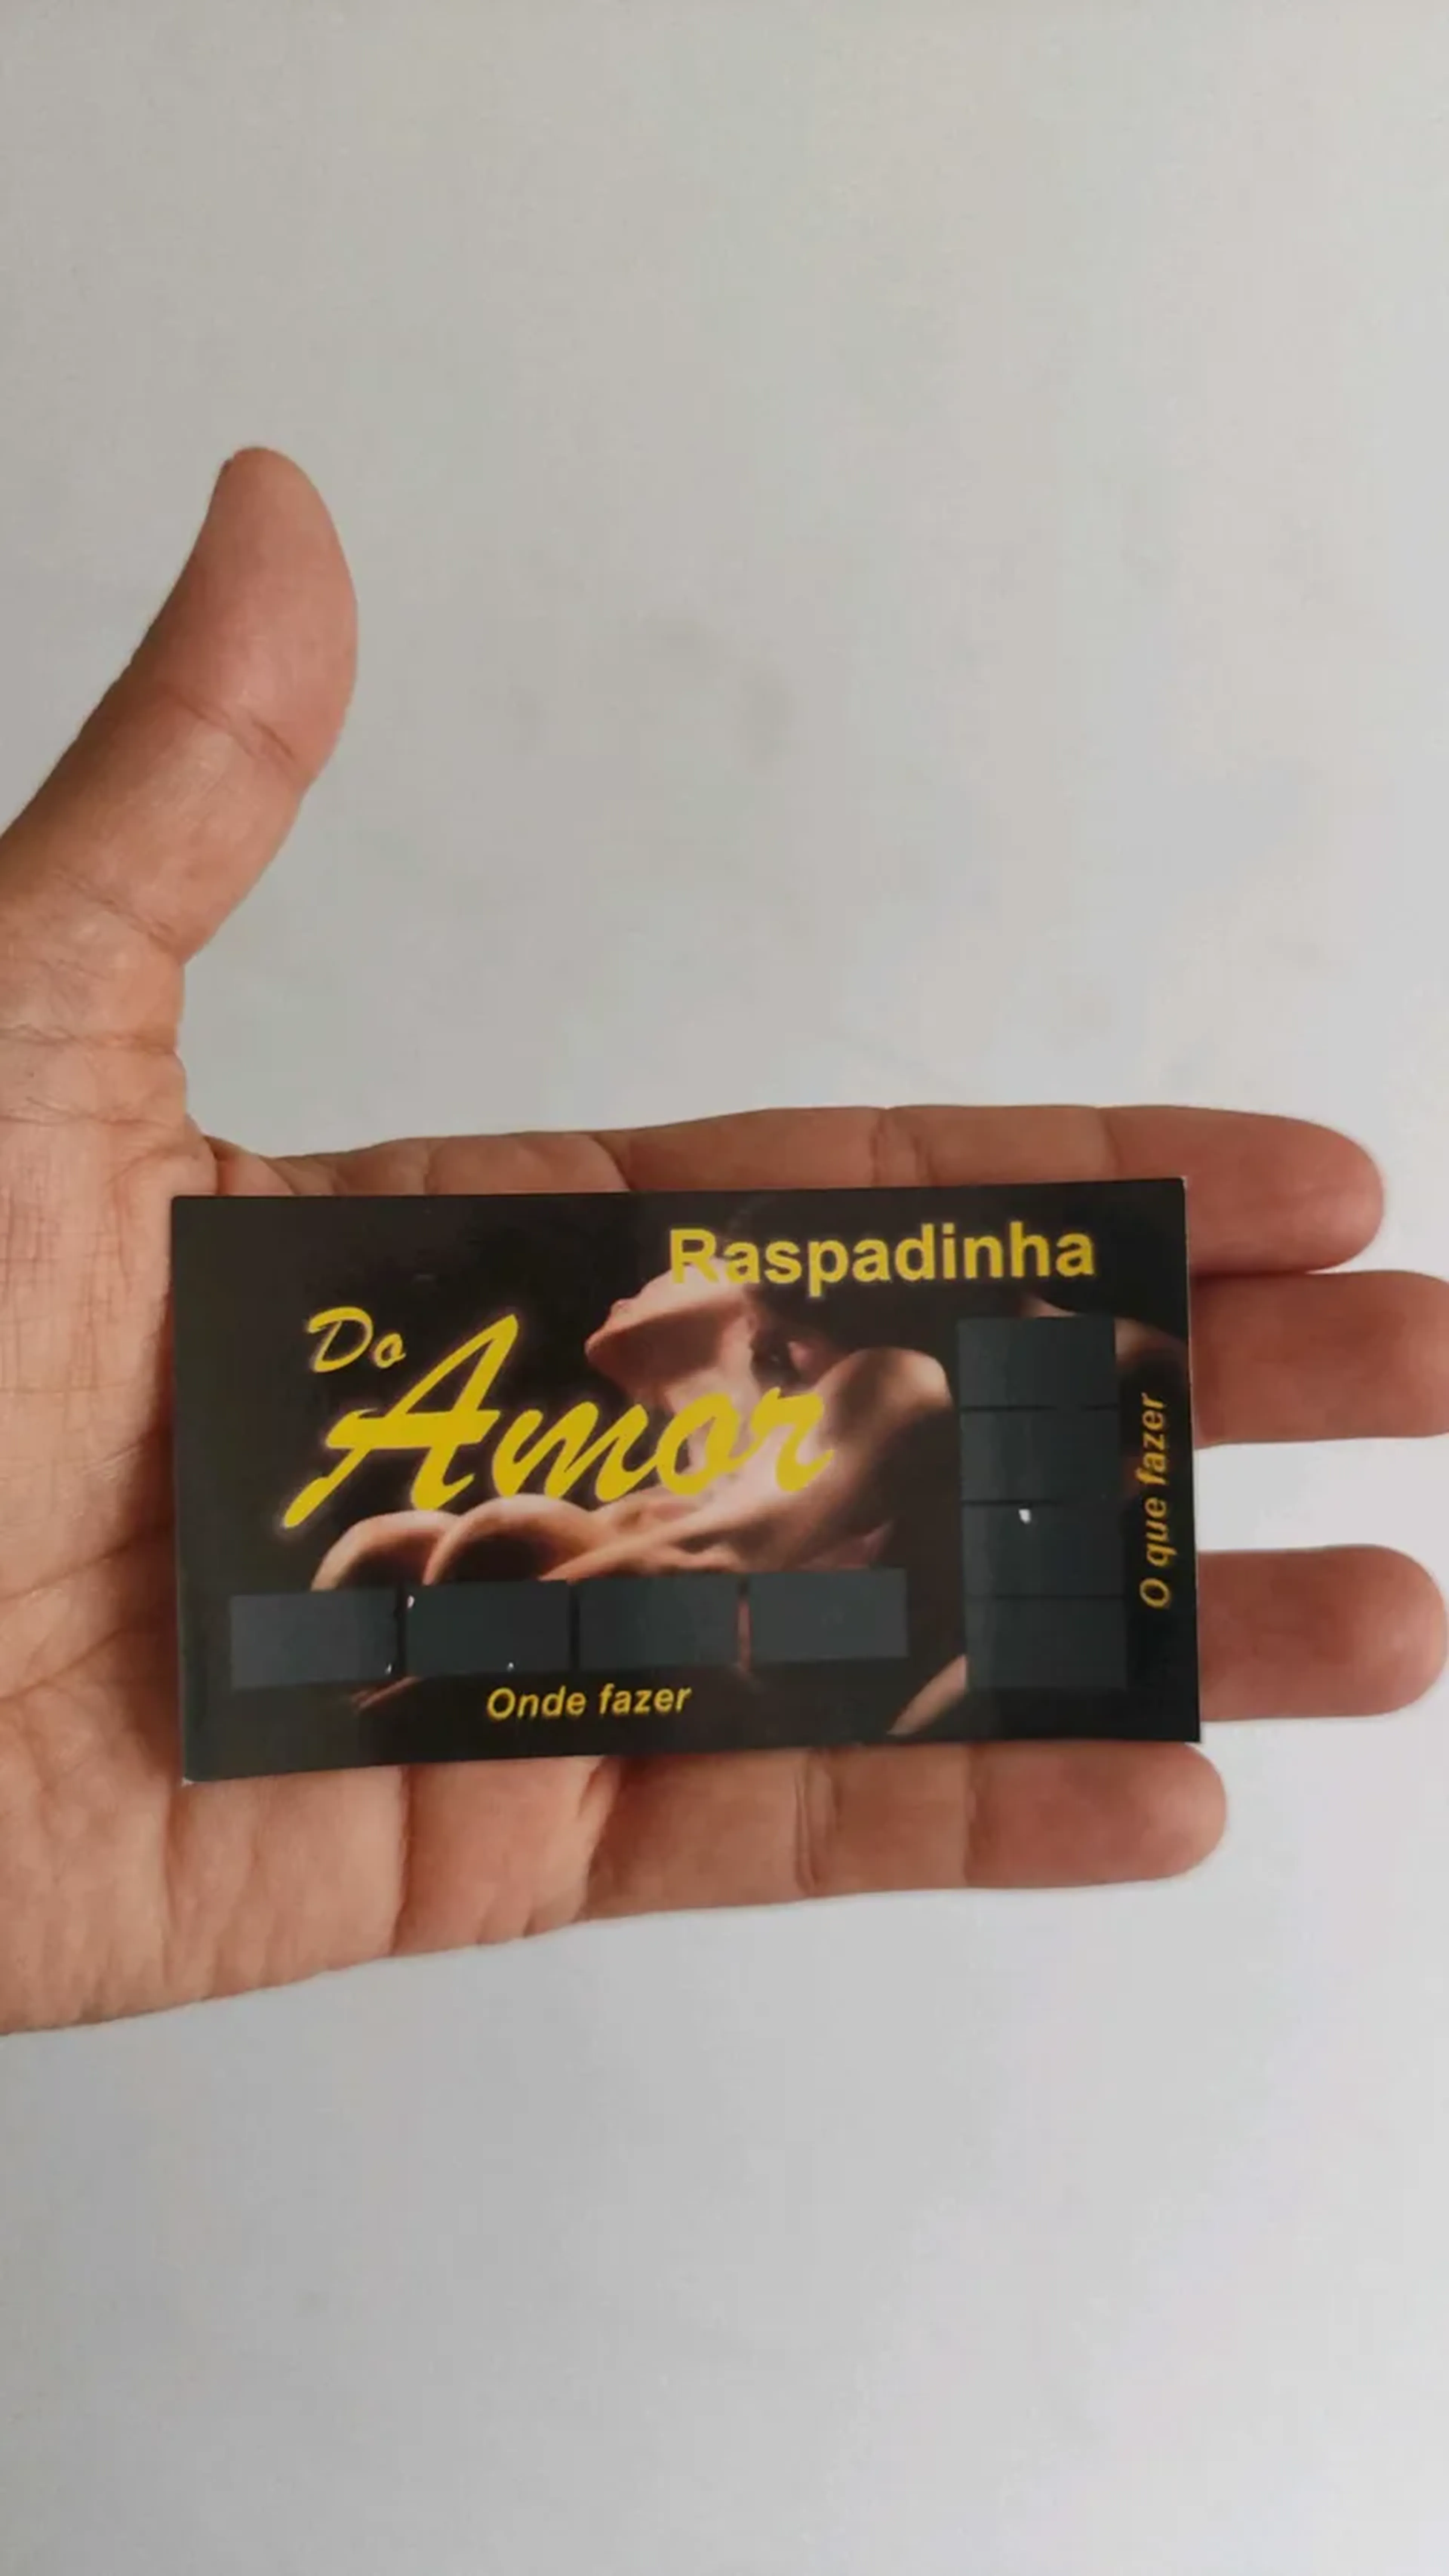 Raspadinha
Do
Amor
Onde fazer
O que fazer